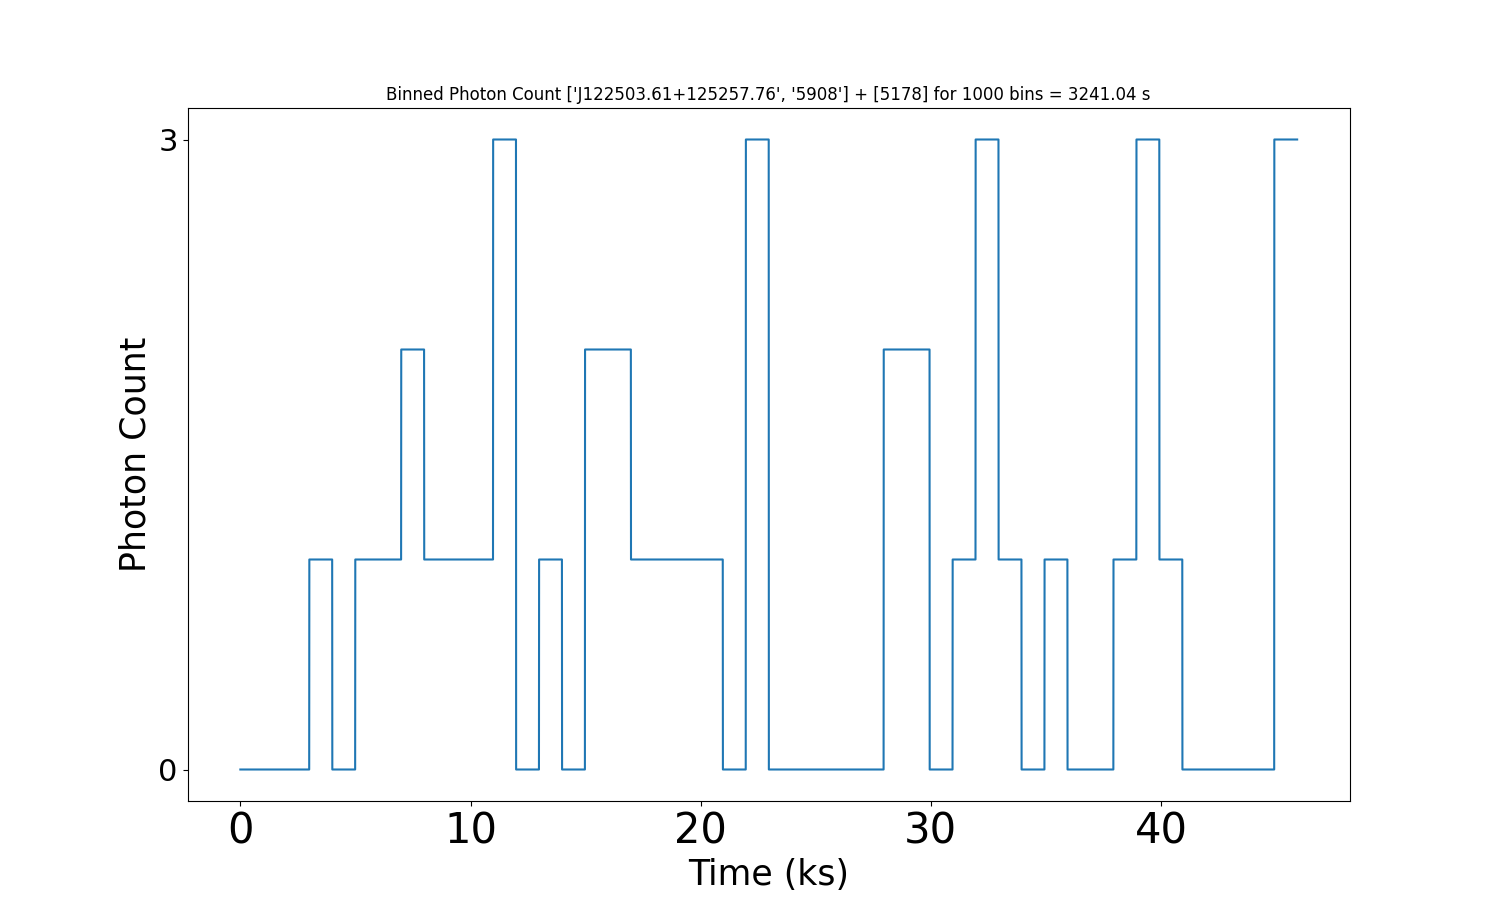 Binned Photon Count ['J122503.61+125257.76', '5908'] + [5178] for 1000 bins = 3241.04 s
3
Photon Count
0
0 10 20 30 40
Time (ks)